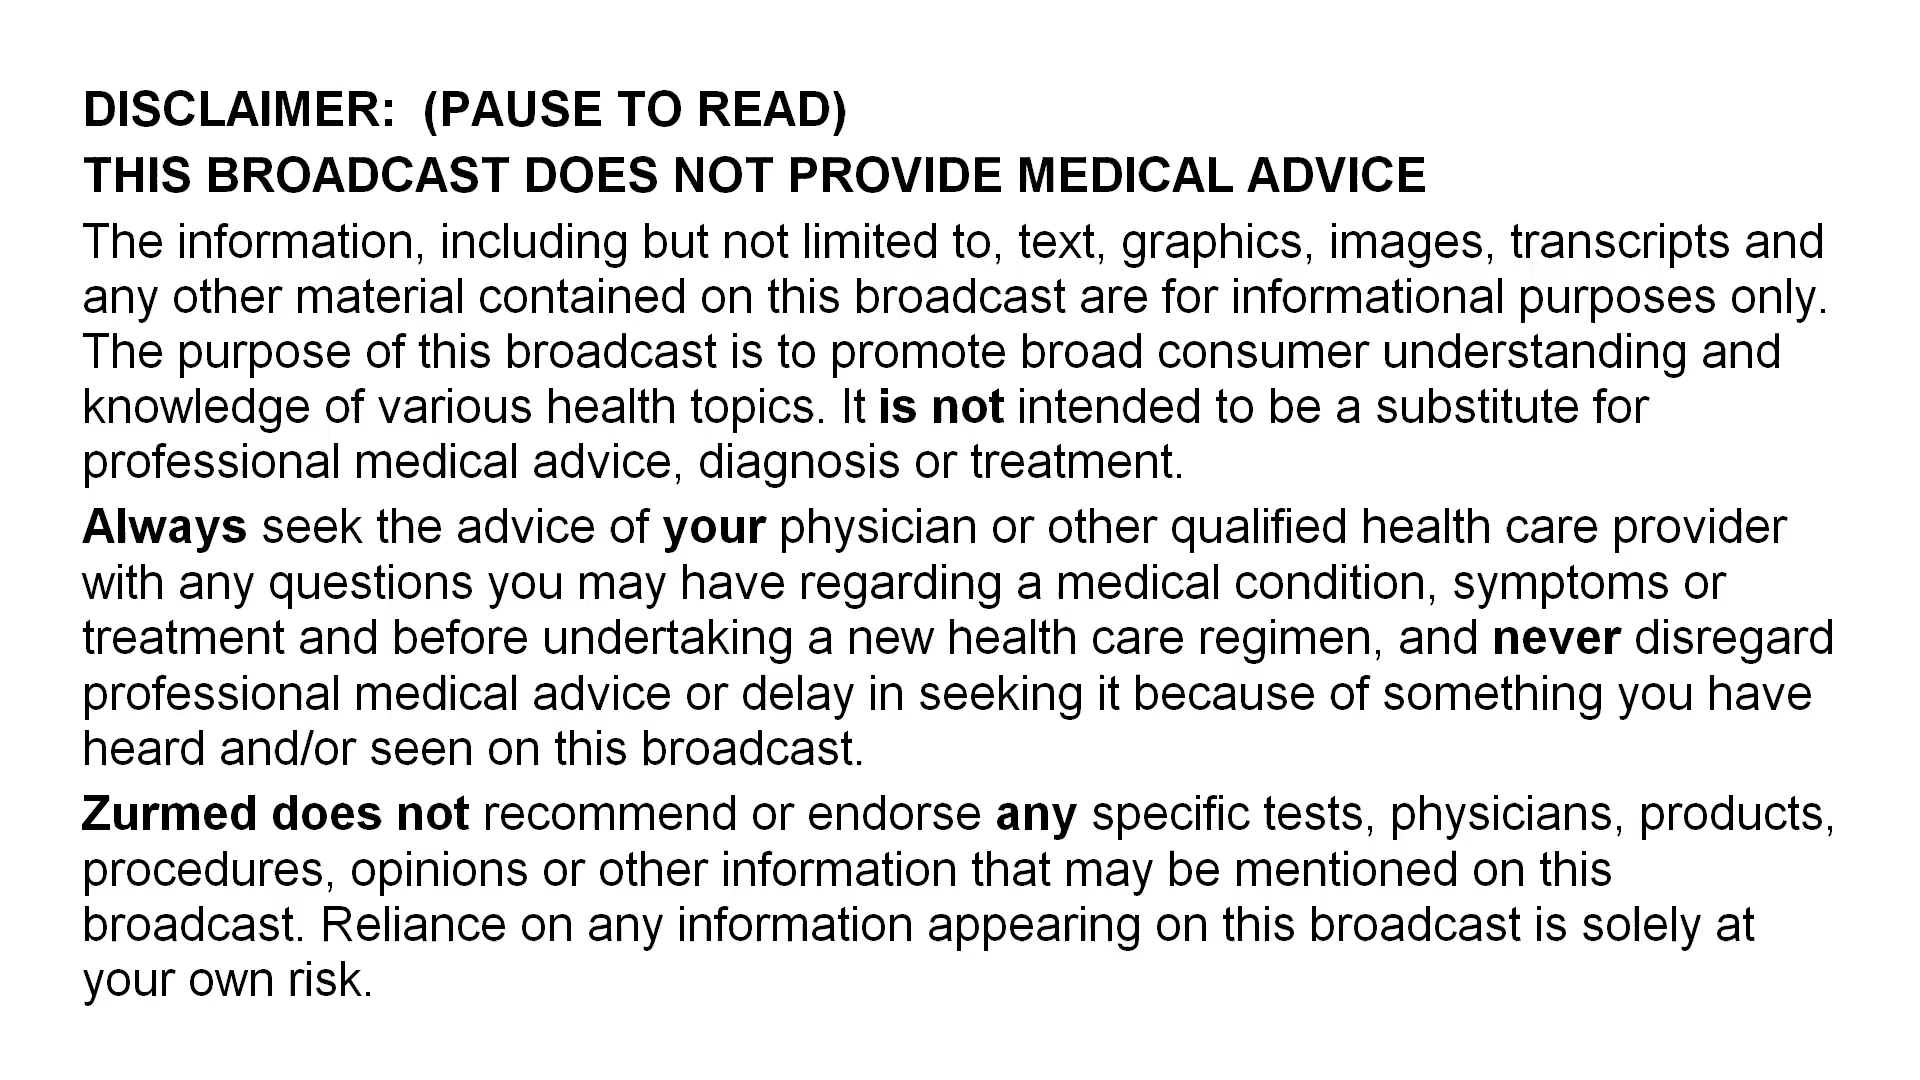 DISCLAIMER:  (PAUSE TO READ)
THIS BROADCAST DOES NOT PROVIDE MEDICAL ADVICE
The information, including but not limited to, text, graphics, images, transcripts and
any other material contained on this broadcast are for informational purposes only.
The purpose of this broadcast is to promote broad consumer understanding and
knowledge of various health topics. It is not intended to be a substitute for
professional medical advice, diagnosis or treatment.
Always seek the advice of your physician or other qualified health care provider
with any questions you may have regarding a medical condition, symptoms or
treatment and before undertaking a new health care regimen, and never disregard
professional medical advice or delay in seeking it because of something you have
heard and/or seen on this broadcast.
Zurmed does not recommend or endorse any specific tests, physicians, products,
procedures, opinions or other information that may be mentioned on this
broadcast. Reliance on any information appearing on this broadcast is solely at
your own risk.